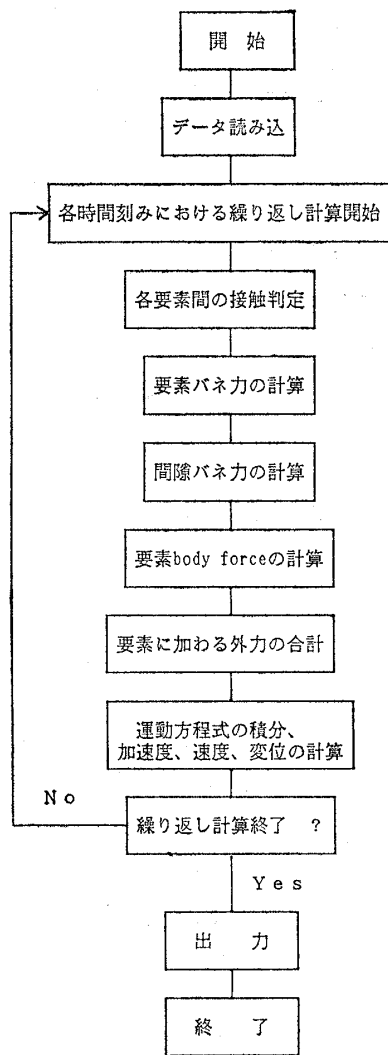 開 始
データ読み込
各時間刻みにおける繰り返し計算開始
各要素間の接触判定
要素バネ力の計算
間隙バネ力の計算
要素body forceの計算
要素に加わる外力の合計
運動方程式の積分、
加速度、速度、変位の計算
No
繰り返し計算終了 ?
Yes
出 力
終 了